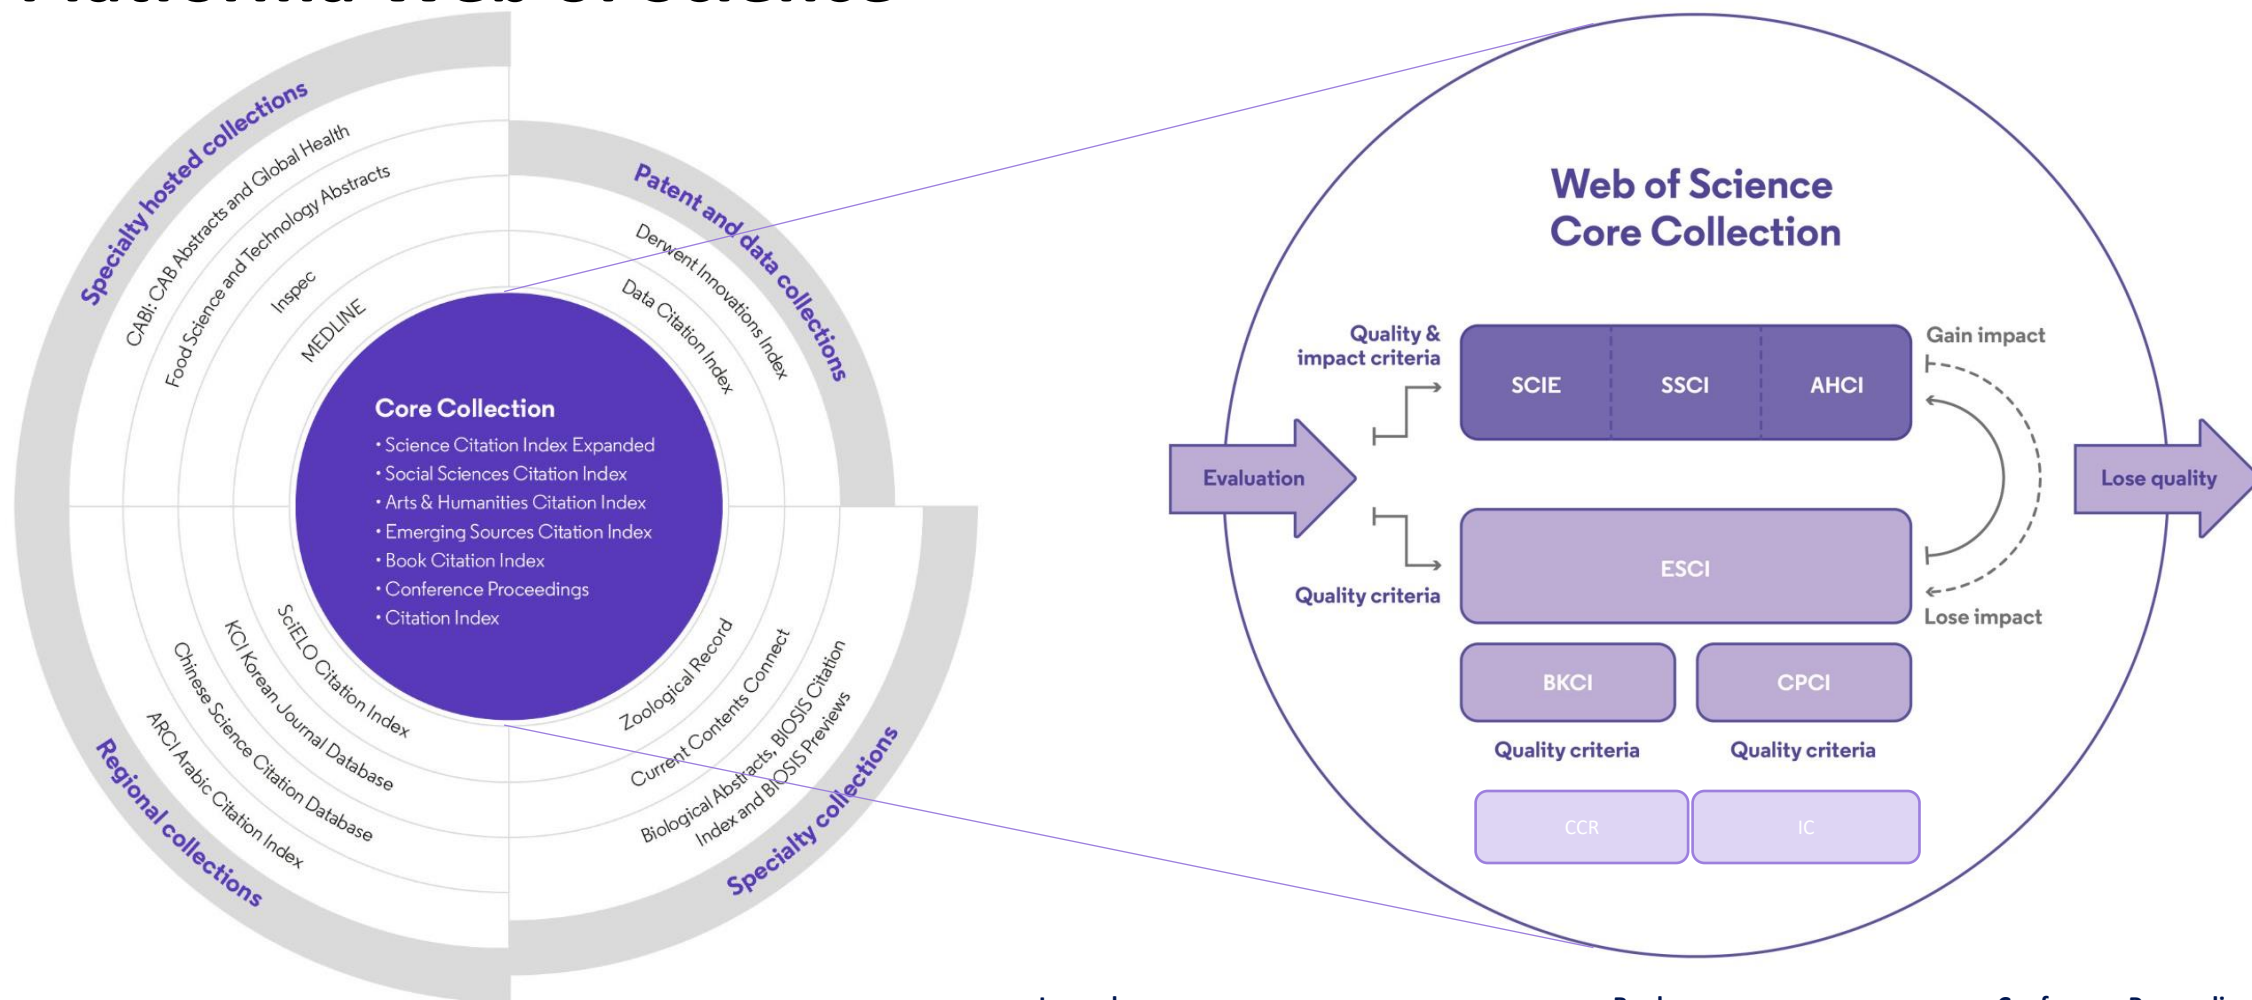 Platforma Web of Science
Specialty hosted collections
CABI: CAB Abstracts and Global Health
Food Science and Technology Abstracts
Inspec
MEDLINE
Patent and data collections
Derwent Innovations Index
Data Citation Index
Core Collection
• Science Citation Index Expanded
• Social Sciences Citation Index
• Arts & Humanities Citation Index
• Emerging Sources Citation Index
• Book Citation Index
• Conference Proceedings
• Citation Index
SciELO Citation Index
KCI Korean Journal Database
Chinese Science Citation Database
ARCI Arabic Citation Index
Regional collections
Zoological Record
Current Contents Connect
Biological Abstracts, BIOSIS Citation
Index and BIOSIS Previews
Specialty collections
Web of Science
Core Collection
Quality &
impact criteria
SCIE
SSCI
AHCI
Gain impact
Evaluation
Lose quality
ESCI
Quality criteria
Lose impact
BKCI
CPCI
Quality criteria
Quality criteria
CCR
IC